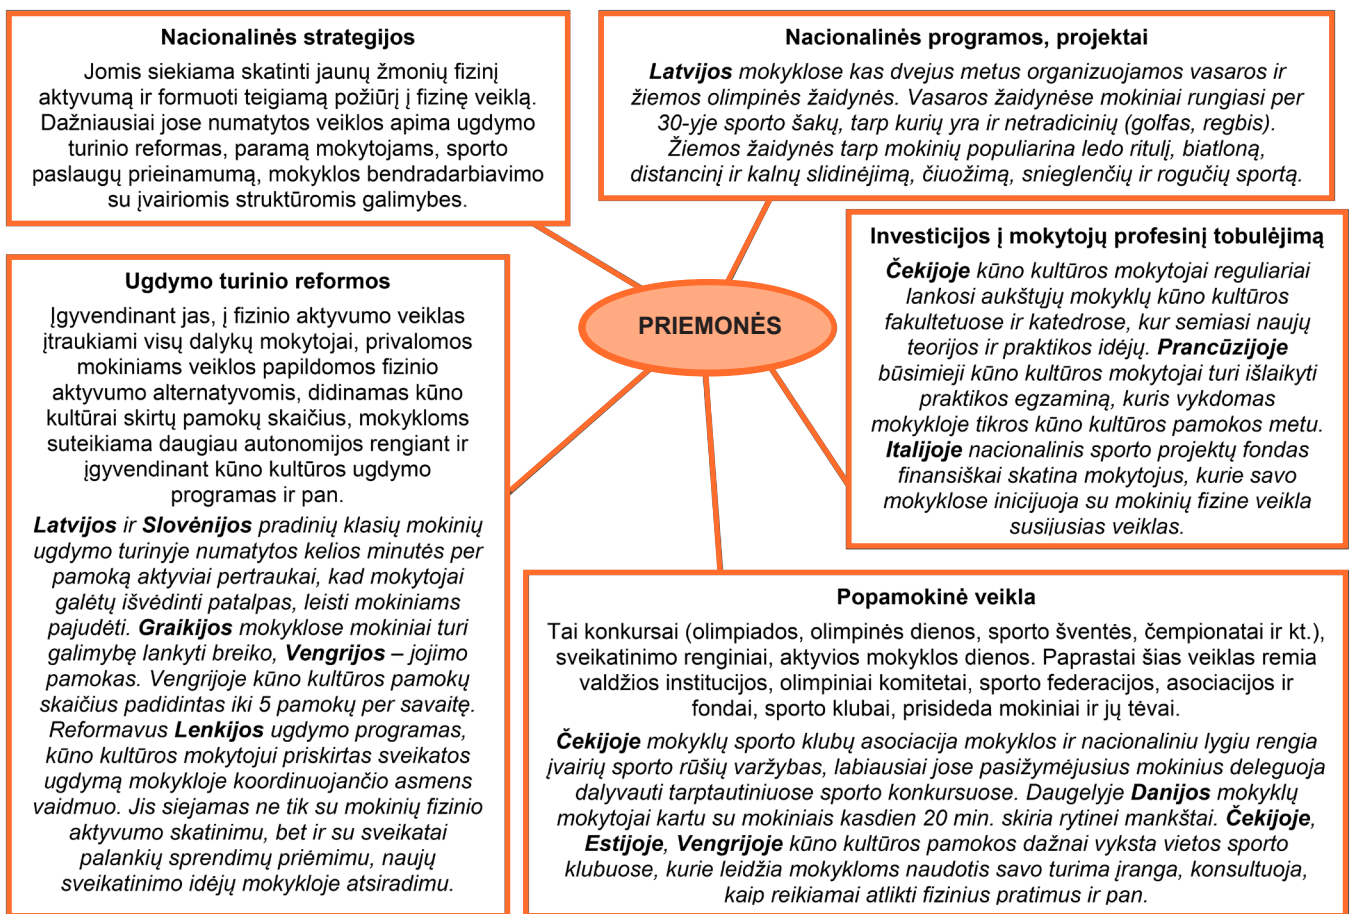 Nacionalinės strategijos
Jomis siekiama skatinti jaunų žmonių fizinį
aktyvumą ir formuoti teigiamą požiūrį į fizinę veiklą.
Dažniausiai jose numatytos veiklos apima ugdymo
turinio reformas, paramą mokytojams, sporto
paslaugų prieinamumą, mokyklos bendradarbiavimo
su įvairiomis struktūromis galimybes.
Nacionalinės programos, projektai
Latvijos mokyklose kas dvejus metus organizuojamos vasaros ir
žiemos olimpinės žaidynės. Vasaros žaidynėse mokiniai rungiasi per
30-yje sporto šakų, tarp kurių yra ir netradicinių (golfas, regbis).
Žiemos žaidynės tarp mokinių populiarina ledo ritulį, biatloną,
distancinį ir kalnų slidinėjimą, čiuožimą, snieglenčių ir rogučių sportą.
Investicijos į mokytojų profesinį tobulėjimą
Čekijoje kūno kultūros mokytojai reguliariai
lankosi aukštųjų mokyklų kūno kultūros
fakultetuose ir katedrose, kur semiasi naujų
teorijos ir praktikos idėjų. Prancūzijoje
būsimieji kūno kultūros mokytojai turi išlaikyti
praktikos egzaminą, kuris vykdomas
mokykloje tikros kūno kultūros pamokos metu.
Italijoje nacionalinis sporto projektų fondas
finansiškai skatina mokytojus, kurie savo
mokyklose inicijuoja su mokinių fizine veikla
susijusias veiklas.
PRIEMONĖS
Ugdymo turinio reformos
Įgyvendinant jas, į fizinio aktyvumo veiklas
įtraukiami visų dalykų mokytojai, privalomos
mokiniams veiklos papildomos fizinio
aktyvumo alternatyvomis, didinamas kūno
kultūrai skirtų pamokų skaičius, mokykloms
suteikiama daugiau autonomijos rengiant ir
įgyvendinant kūno kultūros ugdymo
programas ir pan.
Latvijos ir Slovėnijos pradinių klasių mokinių
ugdymo turinyje numatytos kelios minutės per
pamoką aktyviai pertraukai, kad mokytojai
galėtų išvėdinti patalpas, leisti mokiniams
pajudėti. Graikijos mokyklose mokiniai turi
galimybę lankyti breiko, Vengrijos – jojimo
pamokas. Vengrijoje kūno kultūros pamokų
skaičius padidintas iki 5 pamokų per savaitę.
Reformavus Lenkijos ugdymo programas,
kūno kultūros mokytojui priskirtas sveikatos
ugdymą mokykloje koordinuojančio asmens
vaidmuo. Jis siejamas ne tik su mokinių fizinio
aktyvumo skatinimu, bet ir su sveikatai
palankių sprendimų priėmimu, naujų
sveikatinimo idėjų mokykloje atsiradimu.
Popamokinė veikla
Tai konkursai (olimpiados, olimpinės dienos, sporto šventės, čempionatai ir kt.),
sveikatinimo renginiai, aktyvios mokyklos dienos. Paprastai šias veiklas remia
valdžios institucijos, olimpiniai komitetai, sporto federacijos, asociacijos ir
fondai, sporto klubai, prisideda mokiniai ir jų tėvai.
Čekijoje mokyklų sporto klubų asociacija mokyklos ir nacionaliniu lygiu rengia
įvairių sporto rūšių varžybas, labiausiai jose pasižymėjusius mokinius deleguoja
dalyvauti tarptautiniuose sporto konkursuose. Daugelyje Danijos mokyklų
mokytojai kartu su mokiniais kasdien 20 min. skiria rytinei mankštai. Čekijoje,
Estijoje, Vengrijoje kūno kultūros pamokos dažnai vyksta vietos sporto
klubuose, kurie leidžia mokykloms naudotis savo turima įranga, konsultuoja,
kaip reikiamai atlikti fizinius pratimus ir pan.